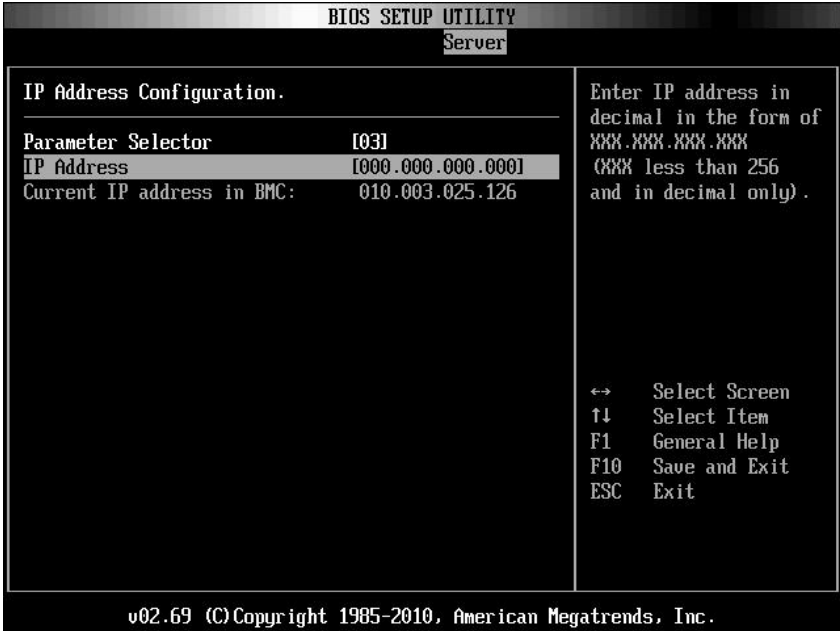 BIOS SETUP UTILITY
Server
IP Address Configuration.
Parameter Selector [03]
IP Address [000.000.000.000]
Current IP address in BMC: 010.003.025.126
Enter IP address in
decimal in the form of
XXX.XXX.XXX.XXX
(XXX less than 256
and in decimal only).
↔ Select Screen
↑↓ Select Item
F1 General Help
F10 Save and Exit
ESC Exit
v02.69 (C)Copyright 1985-2010, American Megatrends, Inc.